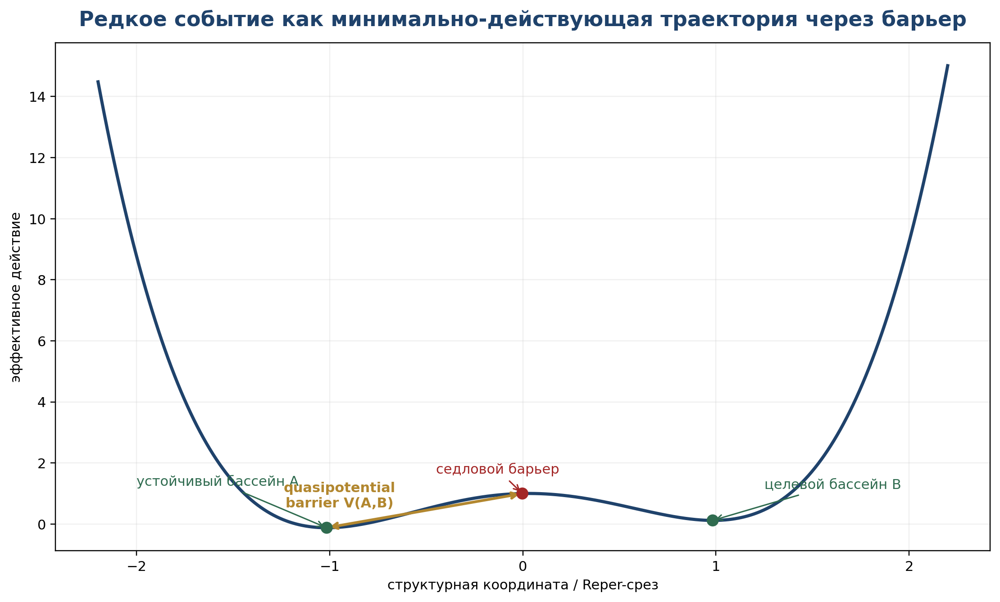 Редкое событие как минимально-действующая траектория через барьер
эффективное действие
14
12
10
8
6
4
2
0
седловой барьер
устойчивый бассейн A
quasipotential
barrier V(A,B)
целевой бассейн B
−2
−1
0
1
2
структурная координата / Reper-срез